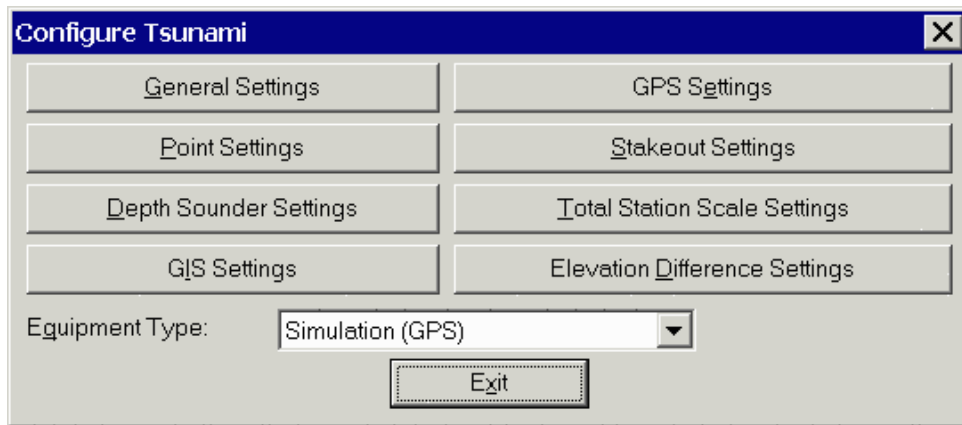 Configure Tsunami
General Settings
GPS Settings
Point Settings
Stakeout Settings
Depth Sounder Settings
Total Station Scale Settings
GIS Settings
Elevation Difference Settings
Equipment Type:
Simulation (GPS)
Exit